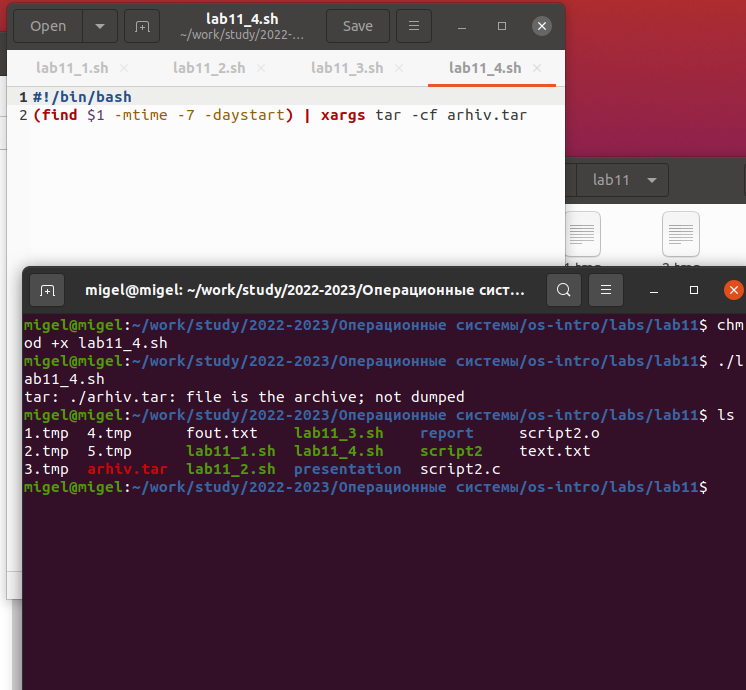 Open
lab11_4.sh
~/work/study/2022-...
Save
lab11_1.sh
lab11_2.sh
lab11_3.sh
lab11_4.sh
1 #!/bin/bash
2 (find $1 -mtime -7 -daystart) | xargs tar -cf arhiv.tar
lab11
migel@migel: ~/work/study/2022-2023/Операционные сист...
migel@migel:~/work/study/2022-2023/Операционные системы/os-intro/labs/lab11$ chm
od +x lab11_4.sh
migel@migel:~/work/study/2022-2023/Операционные системы/os-intro/labs/lab11$ ./l
ab11_4.sh
tar: ./arhiv.tar: file is the archive; not dumped
migel@migel:~/work/study/2022-2023/Операционные системы/os-intro/labs/lab11$ ls
1.tmp 4.tmp fout.txt lab11_3.sh report script2.o
2.tmp 5.tmp lab11_1.sh lab11_4.sh script2 text.txt
3.tmp arhiv.tar lab11_2.sh presentation script2.c
migel@migel:~/work/study/2022-2023/Операционные системы/os-intro/labs/lab11$